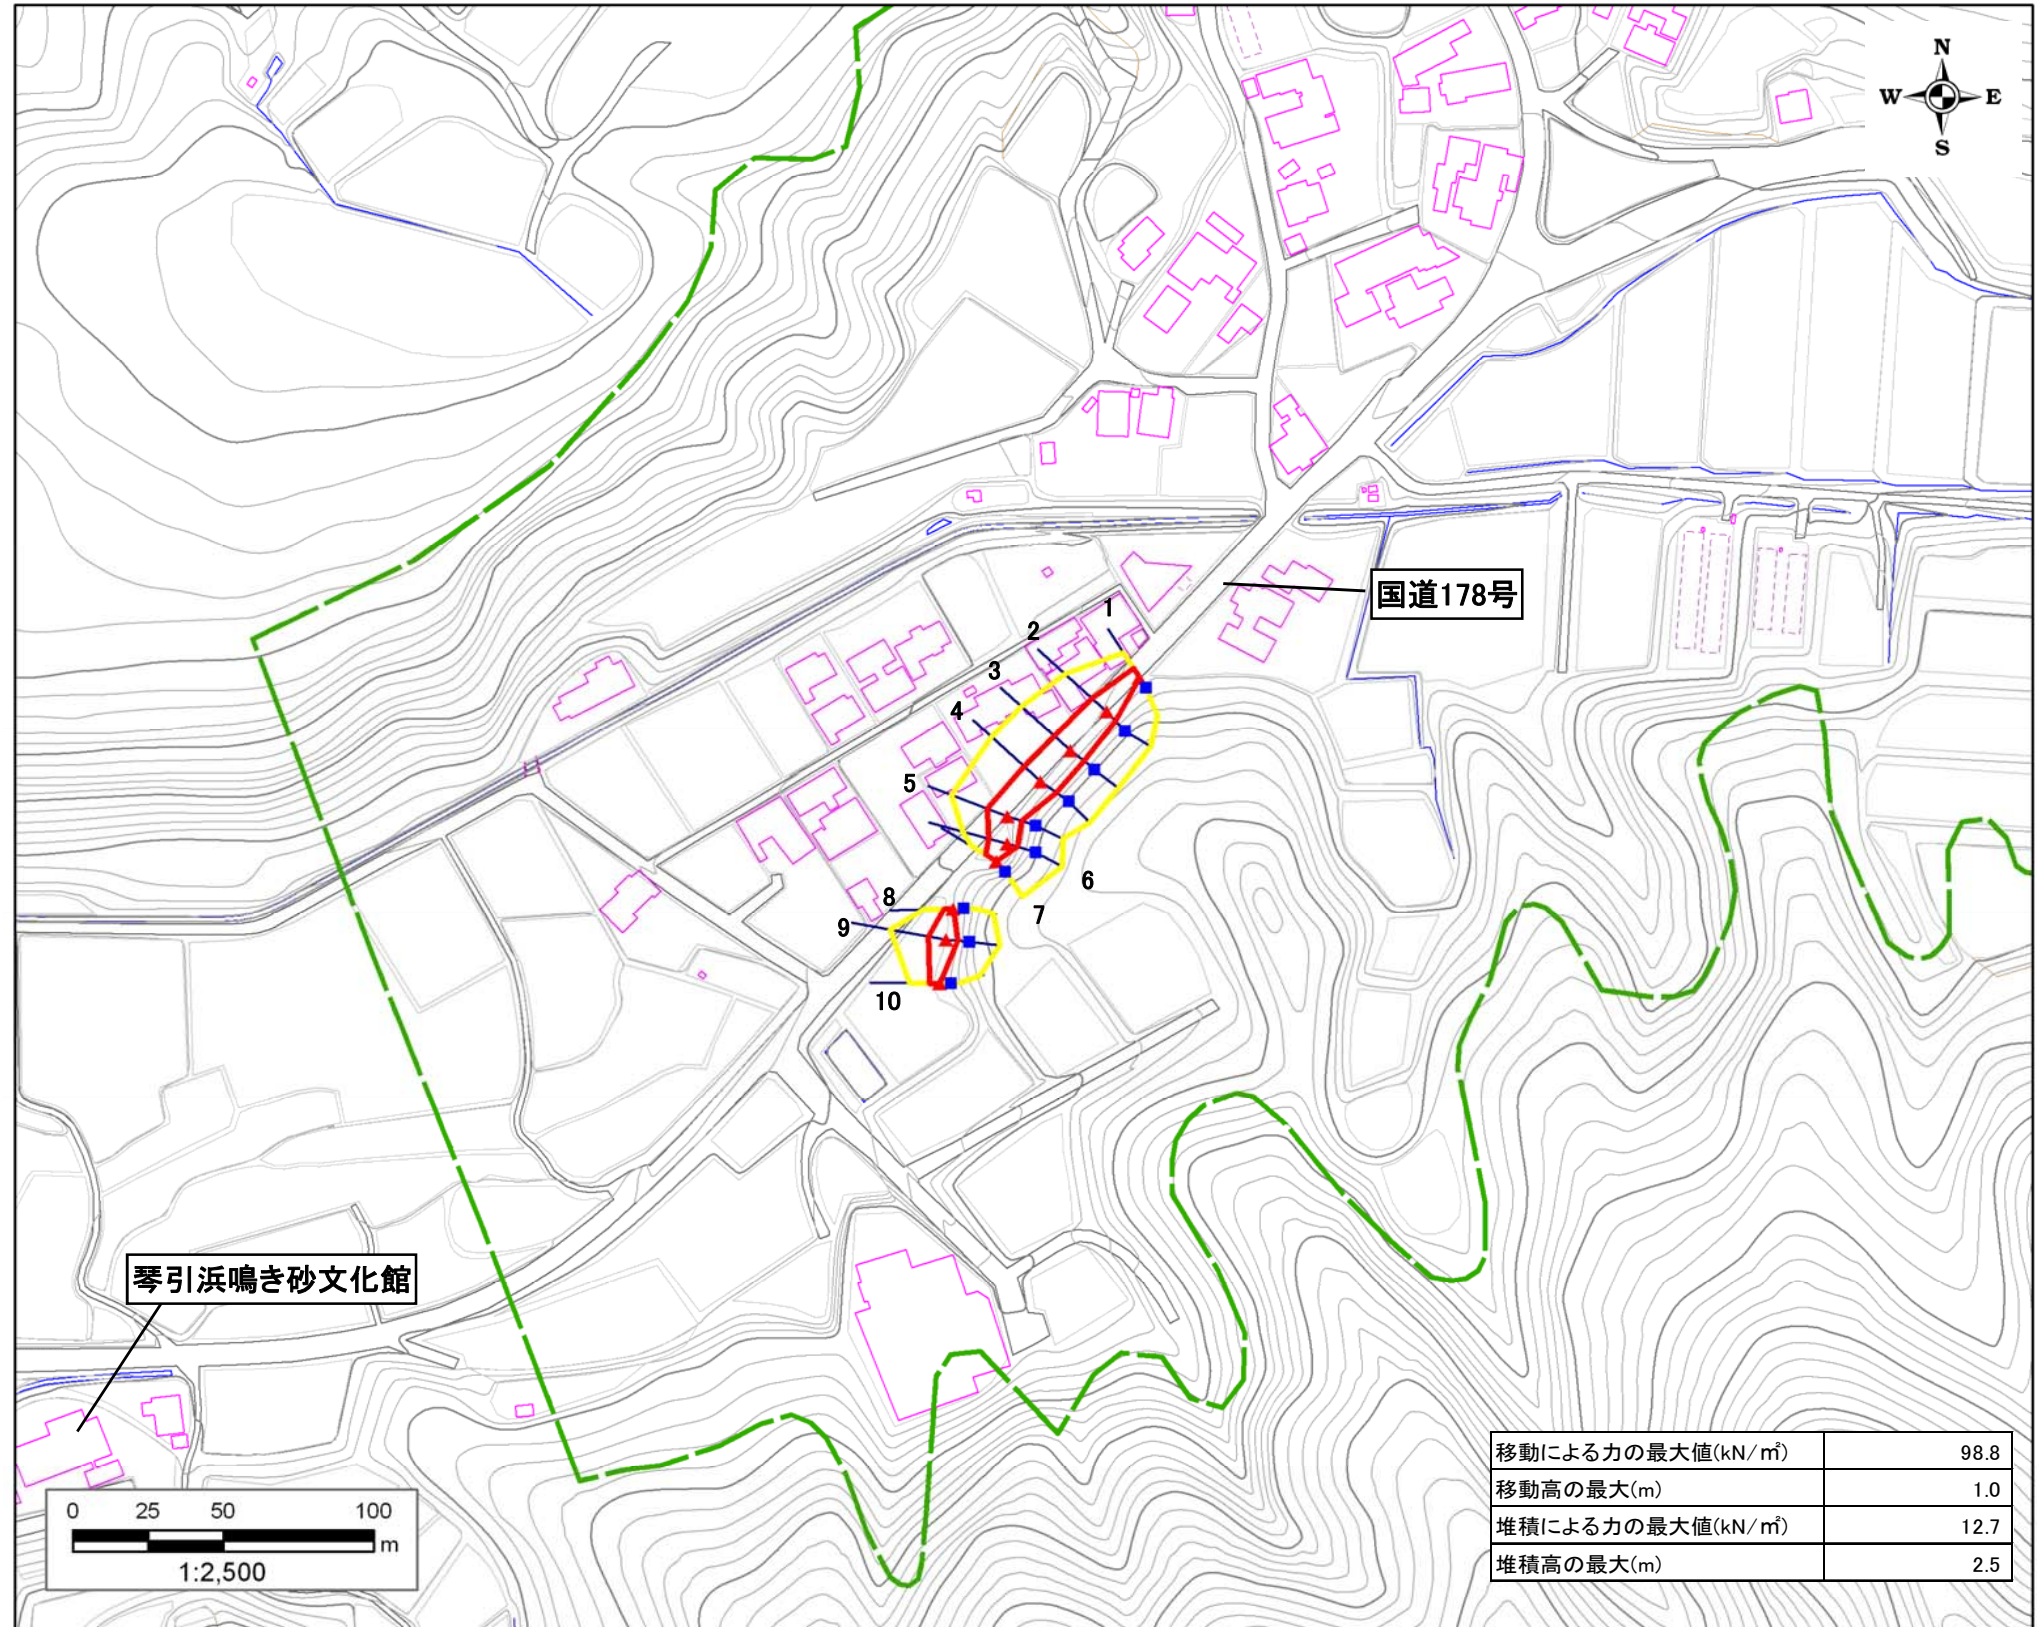 N
W E
S
国道178号
1
2
3
4
5
6
7
8
9
10
琴引浜鳴き砂文化館
0 25 50 100
m
1:2,500
移動による力の最大値(kN/㎡) 98.8
移動高の最大(m) 1.0
堆積による力の最大値(kN/㎡) 12.7
堆積高の最大(m) 2.5